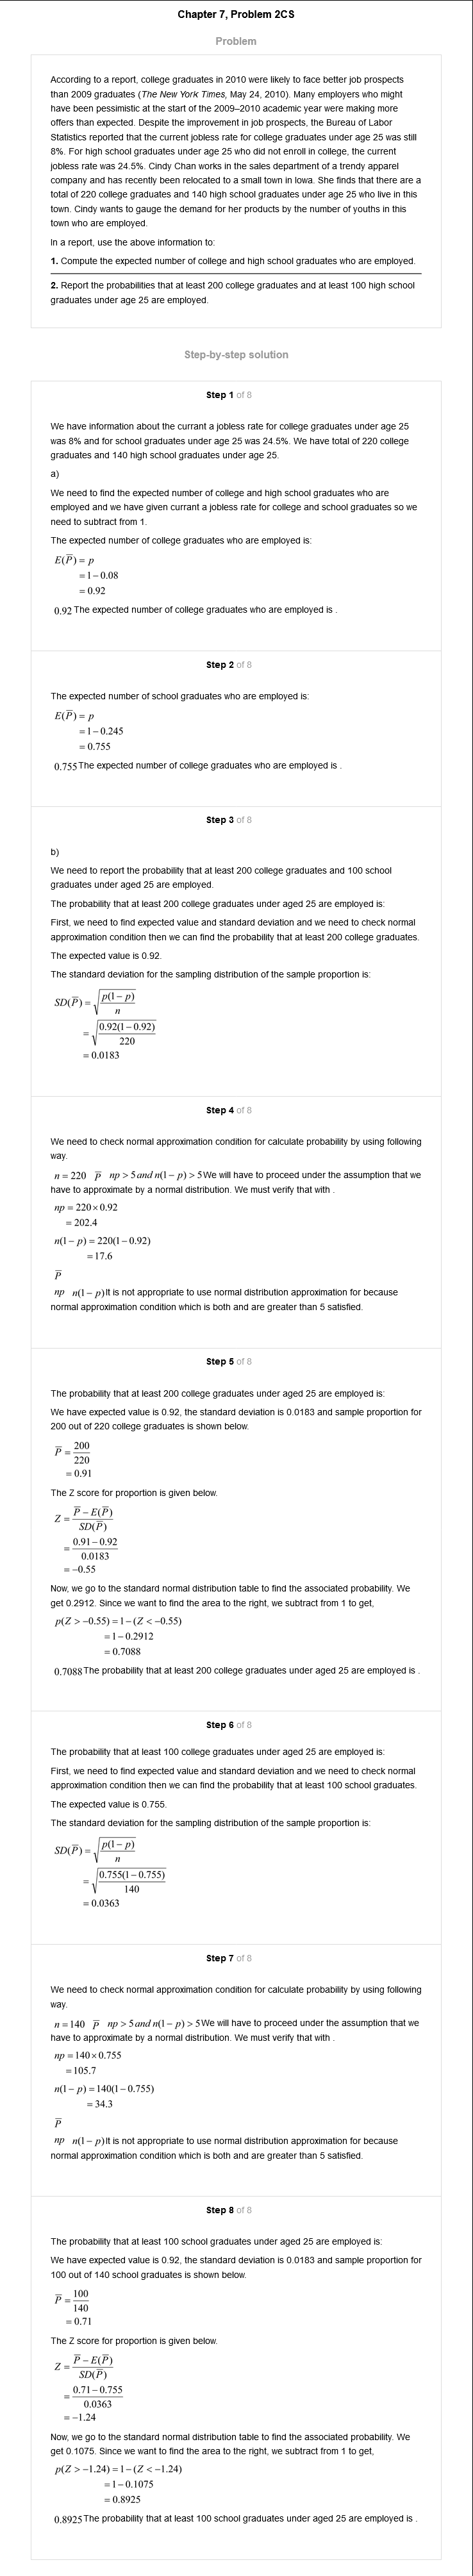 Chapter 7, Problem 2CS
Problem
According to a report, college graduates in 2010 were likely to face better job prospects
than 2009 graduates (The New York Times, May 24, 2010). Many employers who might
have been pessimistic at the start of the 2009–2010 academic year were making more
offers than expected. Despite the improvement in job prospects, the Bureau of Labor
Statistics reported that the current jobless rate for college graduates under age 25 was still
8%. For high school graduates under age 25 who did not enroll in college, the current
jobless rate was 24.5%. Cindy Chan works in the sales department of a trendy apparel
company and has recently been relocated to a small town in Iowa. She finds that there are a
total of 220 college graduates and 140 high school graduates under age 25 who live in this
town. Cindy wants to gauge the demand for her products by the number of youths in this
town who are employed.
In a report, use the above information to:
1. Compute the expected number of college and high school graduates who are employed.
2. Report the probabilities that at least 200 college graduates and at least 100 high school
graduates under age 25 are employed.
Step-by-step solution
Step 1 of 8
We have information about the currant a jobless rate for college graduates under age 25
was 8% and for school graduates under age 25 was 24.5%. We have total of 220 college
graduates and 140 high school graduates under age 25.
a)
We need to find the expected number of college and high school graduates who are
employed and we have given currant a jobless rate for college and school graduates so we
need to subtract from 1.
The expected number of college graduates who are employed is:
E(P̅) = p
= 1 − 0.08
= 0.92
0.92 The expected number of college graduates who are employed is .
Step 2 of 8
The expected number of school graduates who are employed is:
E(P̅) = p
= 1 − 0.245
= 0.755
0.755 The expected number of college graduates who are employed is .
Step 3 of 8
b)
We need to report the probability that at least 200 college graduates and 100 school
graduates under aged 25 are employed.
The probability that at least 200 college graduates under aged 25 are employed is:
First, we need to find expected value and standard deviation and we need to check normal
approximation condition then we can find the probability that at least 200 college graduates.
The expected value is 0.92.
The standard deviation for the sampling distribution of the sample proportion is:
SD(P̅) = √(p(1 − p)/n)
= √(0.92(1 − 0.92)/220)
= 0.0183
Step 4 of 8
We need to check normal approximation condition for calculate probability by using following
way.
n = 220 P̅ np > 5 and n(1 − p) > 5 We will have to proceed under the assumption that we
have to approximate by a normal distribution. We must verify that with .
np = 220 × 0.92
= 202.4
n(1 − p) = 220(1 − 0.92)
= 17.6
P̅
np n(1 − p) It is not appropriate to use normal distribution approximation for because
normal approximation condition which is both and are greater than 5 satisfied.
Step 5 of 8
The probability that at least 200 college graduates under aged 25 are employed is:
We have expected value is 0.92, the standard deviation is 0.0183 and sample proportion for
200 out of 220 college graduates is shown below.
P̅ = 200/220
= 0.91
The Z score for proportion is given below.
Z = (P̅ − E(P̅))/SD(P̅)
= (0.91 − 0.92)/0.0183
= −0.55
Now, we go to the standard normal distribution table to find the associated probability. We
get 0.2912. Since we want to find the area to the right, we subtract from 1 to get,
p(Z > −0.55) = 1 − (Z < −0.55)
= 1 − 0.2912
= 0.7088
0.7088 The probability that at least 200 college graduates under aged 25 are employed is .
Step 6 of 8
The probability that at least 100 college graduates under aged 25 are employed is:
First, we need to find expected value and standard deviation and we need to check normal
approximation condition then we can find the probability that at least 100 school graduates.
The expected value is 0.755.
The standard deviation for the sampling distribution of the sample proportion is:
SD(P̅) = √(p(1 − p)/n)
= √(0.755(1 − 0.755)/140)
= 0.0363
Step 7 of 8
We need to check normal approximation condition for calculate probability by using following
way.
n = 140 P̅ np > 5 and n(1 − p) > 5 We will have to proceed under the assumption that we
have to approximate by a normal distribution. We must verify that with .
np = 140 × 0.755
= 105.7
n(1 − p) = 140(1 − 0.755)
= 34.3
P̅
np n(1 − p) It is not appropriate to use normal distribution approximation for because
normal approximation condition which is both and are greater than 5 satisfied.
Step 8 of 8
The probability that at least 100 school graduates under aged 25 are employed is:
We have expected value is 0.92, the standard deviation is 0.0183 and sample proportion for
100 out of 140 school graduates is shown below.
P̅ = 100/140
= 0.71
The Z score for proportion is given below.
Z = (P̅ − E(P̅))/SD(P̅)
= (0.71 − 0.755)/0.0363
= −1.24
Now, we go to the standard normal distribution table to find the associated probability. We
get 0.1075. Since we want to find the area to the right, we subtract from 1 to get,
p(Z > −1.24) = 1 − (Z < −1.24)
= 1 − 0.1075
= 0.8925
0.8925 The probability that at least 100 school graduates under aged 25 are employed is .